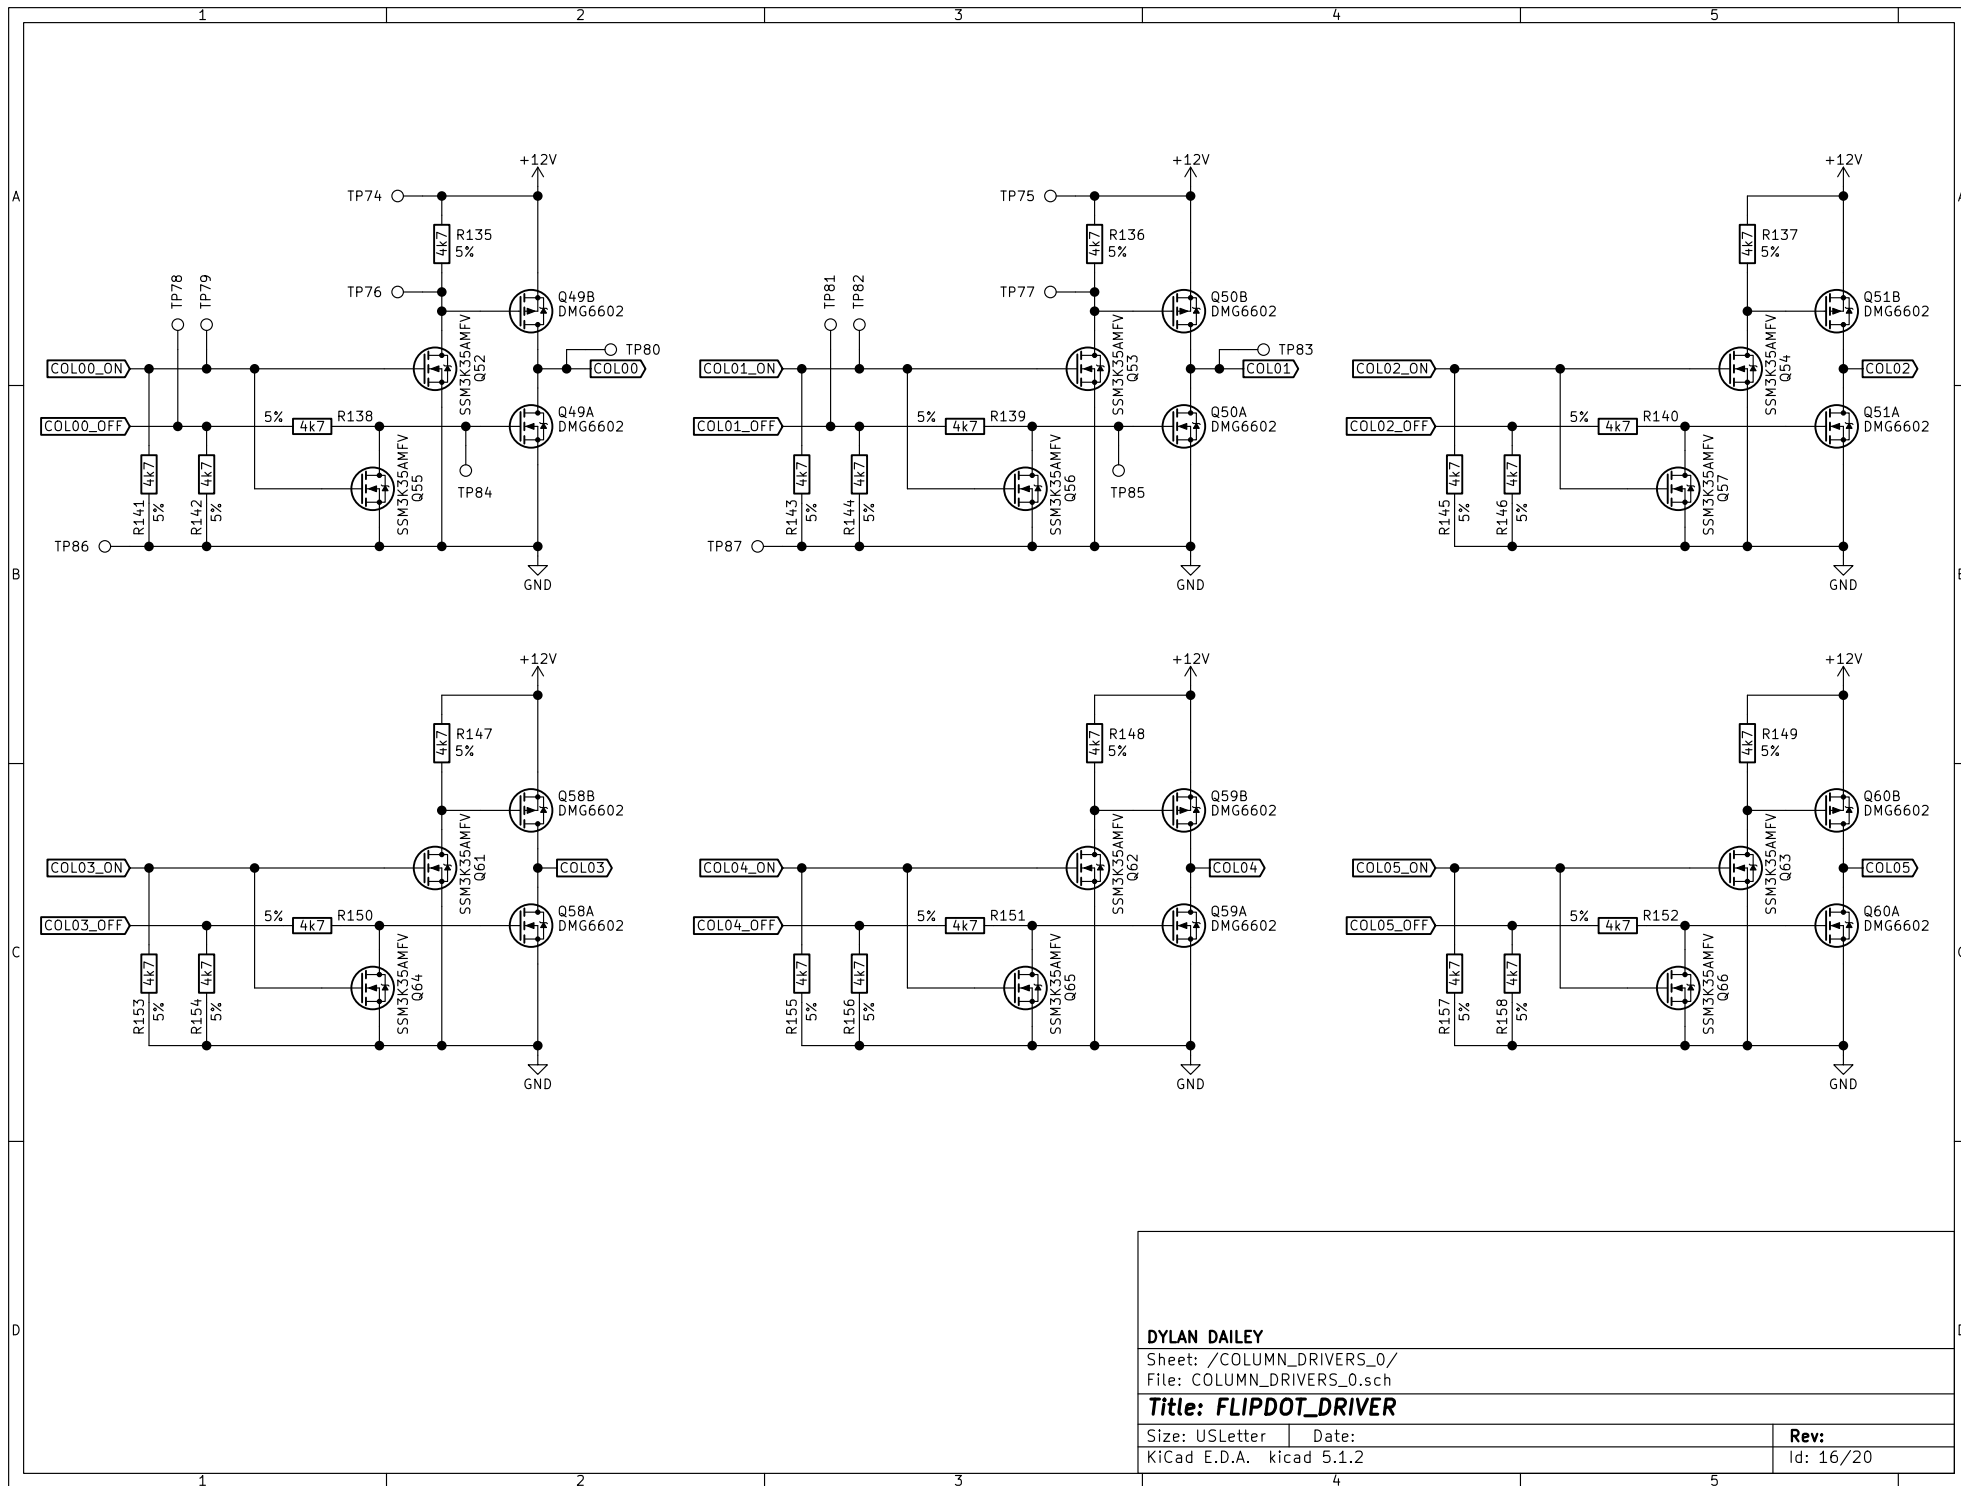 1 2 3 4 5
A
B
C
D
+12V
TP74
R135
5%
4k7
TP78
TP79
TP76
Q49B
DMG6602
TP80
COL00_ON
SSM3K35AMFV
Q52
COL00
COL00_OFF
5%
4k7
R138
Q49A
DMG6602
R141
4k7
5%
R142
4k7
5%
SSM3K35AMFV
Q55
TP84
TP86
GND
+12V
TP75
R136
5%
4k7
TP81
TP82
TP77
Q50B
DMG6602
TP83
COL01_ON
SSM3K35AMFV
Q53
COL01
COL01_OFF
5%
4k7
R139
Q50A
DMG6602
R143
4k7
5%
R144
4k7
5%
SSM3K35AMFV
Q56
TP85
TP87
GND
+12V
R137
5%
4k7
Q51B
DMG6602
COL02_ON
SSM3K35AMFV
Q54
COL02
COL02_OFF
5%
4k7
R140
Q51A
DMG6602
R145
4k7
5%
R146
4k7
5%
SSM3K35AMFV
Q57
GND
+12V
R147
5%
4k7
Q58B
DMG6602
COL03_ON
SSM3K35AMFV
Q61
COL03
COL03_OFF
5%
4k7
R150
Q58A
DMG6602
R153
4k7
5%
R154
4k7
5%
SSM3K35AMFV
Q64
GND
+12V
R148
5%
4k7
Q59B
DMG6602
COL04_ON
SSM3K35AMFV
Q62
COL04
COL04_OFF
5%
4k7
R151
Q59A
DMG6602
R155
4k7
5%
R156
4k7
5%
SSM3K35AMFV
Q65
GND
+12V
R149
5%
4k7
Q60B
DMG6602
COL05_ON
SSM3K35AMFV
Q63
COL05
COL05_OFF
5%
4k7
R152
Q60A
DMG6602
R157
4k7
5%
R158
4k7
5%
SSM3K35AMFV
Q66
GND
DYLAN DAILEY
Sheet: /COLUMN_DRIVERS_0/
File: COLUMN_DRIVERS_0.sch
Title: FLIPDOT_DRIVER
Size: USLetter Date: Rev:
KiCad E.D.A. kicad 5.1.2 Id: 16/20
1 2 3 4 5